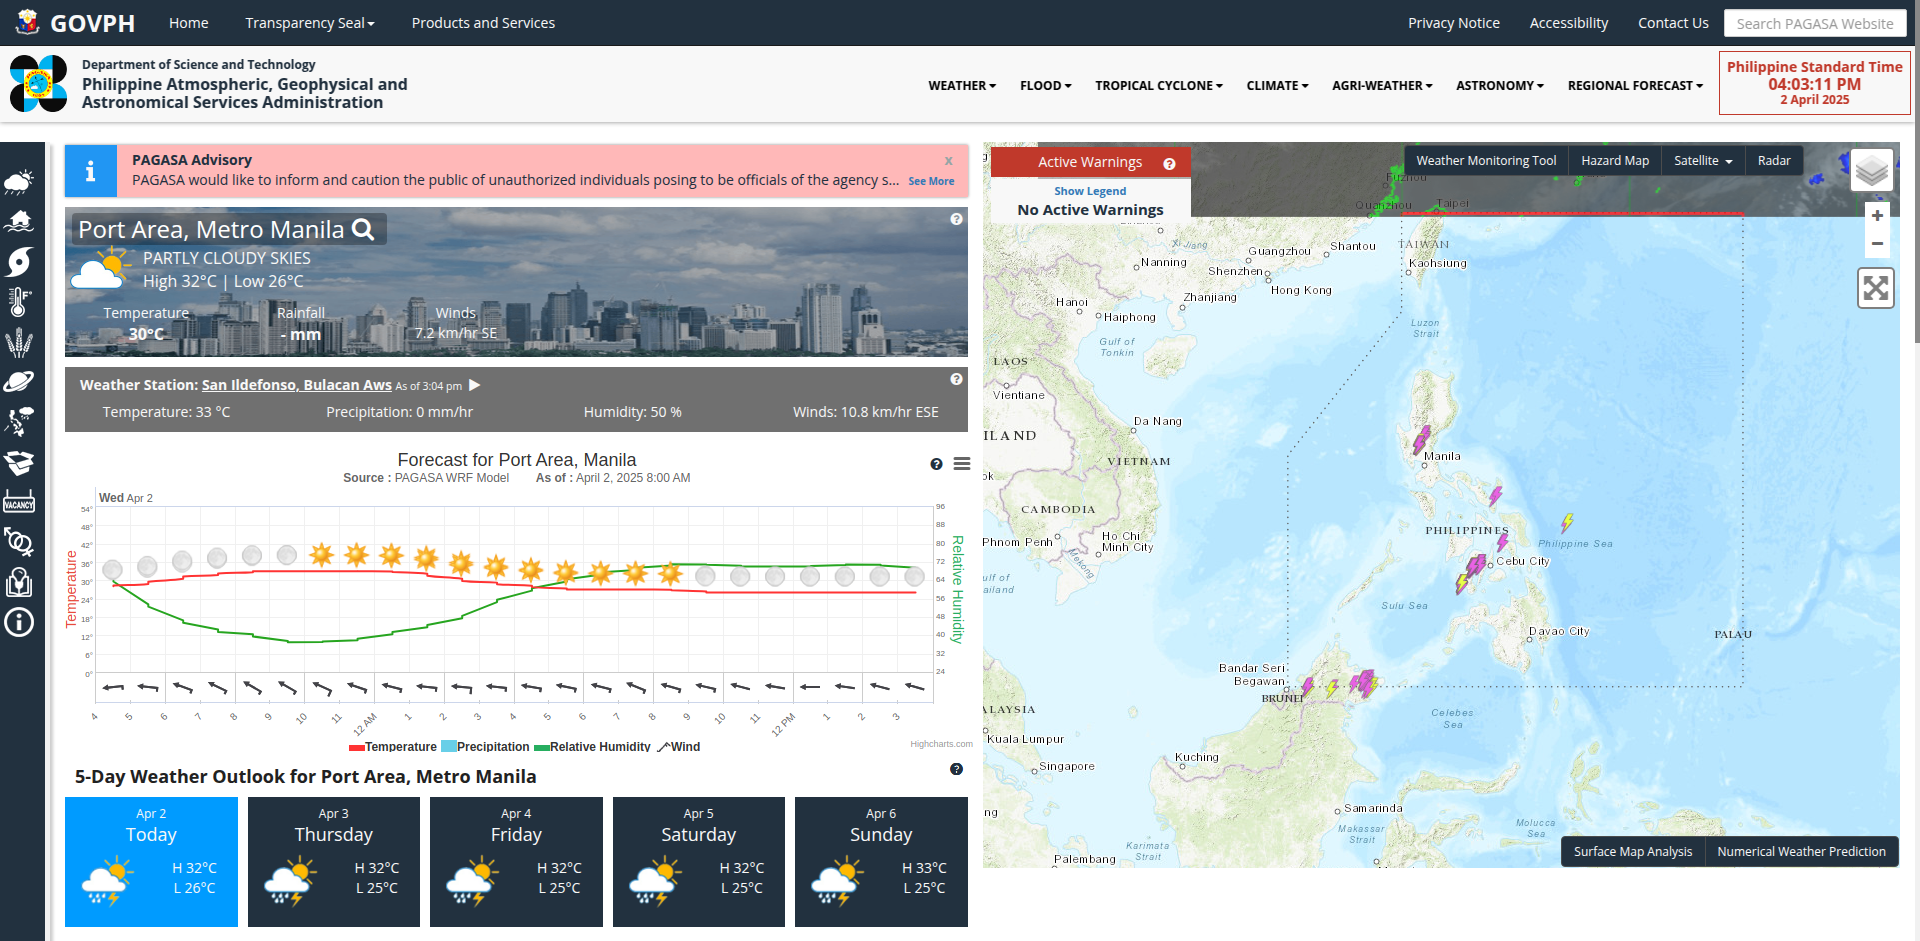 GOVPH
Home
Transparency Seal
Products and Services
Privacy Notice
Accessibility
Contact Us
Search PAGASA Website
Department of Science and Technology
Philippine Atmospheric, Geophysical and
Astronomical Services Administration
WEATHER
FLOOD
TROPICAL CYCLONE
CLIMATE
AGRI-WEATHER
ASTRONOMY
REGIONAL FORECAST
Philippine Standard Time
04:03:11 PM
2 April 2025
VACANCY
PAGASA Advisory
x
PAGASA would like to inform and caution the public of unauthorized individuals posing to be officials of the agency s...
See More
Port Area, Metro Manila
PARTLY CLOUDY SKIES
High 32°C | Low 26°C
Temperature
Rainfall
Winds
30°C
- mm
7.2 km/hr SE
Weather Station: San Ildefonso, Bulacan Aws As of 3:04 pm
Temperature: 33 °C
Precipitation: 0 mm/hr
Humidity: 50 %
Winds: 10.8 km/hr ESE
Forecast for Port Area, Manila
Source : PAGASA WRF Model
As of : April 2, 2025 8:00 AM
Wed Apr 2
Temperature
54°
48°
42°
36°
30°
24°
18°
12°
6°
0°
96
88
80
72
64
56
48
40
32
24
Relative Humidity
4
5
6
7
8
9
10
11
12 AM
1
2
3
4
5
6
7
8
9
10
11
12 PM
1
2
3
Temperature
Precipitation
Relative Humidity
Wind
Highcharts.com
5-Day Weather Outlook for Port Area, Metro Manila
Apr 2
Today
H 32°C
L 26°C
Apr 3
Thursday
H 32°C
L 25°C
Apr 4
Friday
H 32°C
L 25°C
Apr 5
Saturday
H 32°C
L 25°C
Apr 6
Sunday
H 33°C
L 25°C
Active Warnings
Show Legend
No Active Warnings
Weather Monitoring Tool
Hazard Map
Satellite
Radar
+
−
Fuzhou
Quanzhou
Taipei
Xi Jiang
Guangzhou
Shantou
TAIWAN
Nanning
Shenzhen
Kaohsiung
Hong Kong
Hanoi
Zhanjiang
Haiphong
Gulf of
Tonkin
Luzon
Strait
LAOS
Vientiane
Da Nang
ILAND
VIETNAM
Manila
ok
CAMBODIA
PHILIPPINES
Philippine Sea
Phnom Penh
Ho Chi
Minh City
Mekong
Cebu City
ulf of
ailand
Sulu Sea
Davao City
PALAU
Bandar Seri
Begawan
BRUNEI
ALAYSIA
Celebes
Sea
Kuala Lumpur
Kuching
Singapore
ng
Samarinda
Makassar
Strait
Molucca
Sea
Karimata
Strait
Palembang
Surface Map Analysis
Numerical Weather Prediction